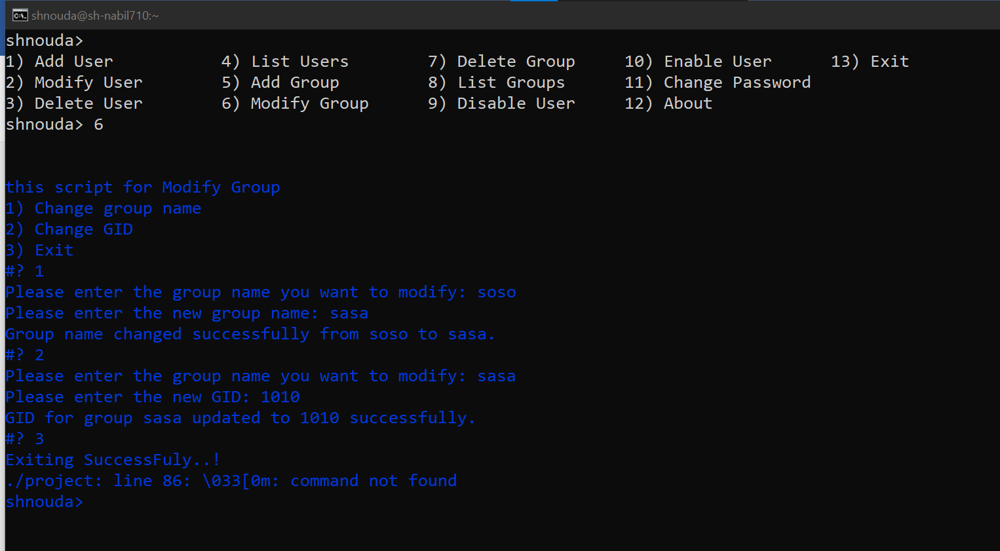 shnouda@sh-nabil710:~
shnouda>
1) Add User 4) List Users 7) Delete Group 10) Enable User 13) Exit
2) Modify User 5) Add Group 8) List Groups 11) Change Password
3) Delete User 6) Modify Group 9) Disable User 12) About
shnouda> 6
this script for Modify Group
1) Change group name
2) Change GID
3) Exit
#? 1
Please enter the group name you want to modify: soso
Please enter the new group name: sasa
Group name changed successfully from soso to sasa.
#? 2
Please enter the group name you want to modify: sasa
Please enter the new GID: 1010
GID for group sasa updated to 1010 successfully.
#? 3
Exiting SuccessFuly..!
./project: line 86: \033[0m: command not found
shnouda>